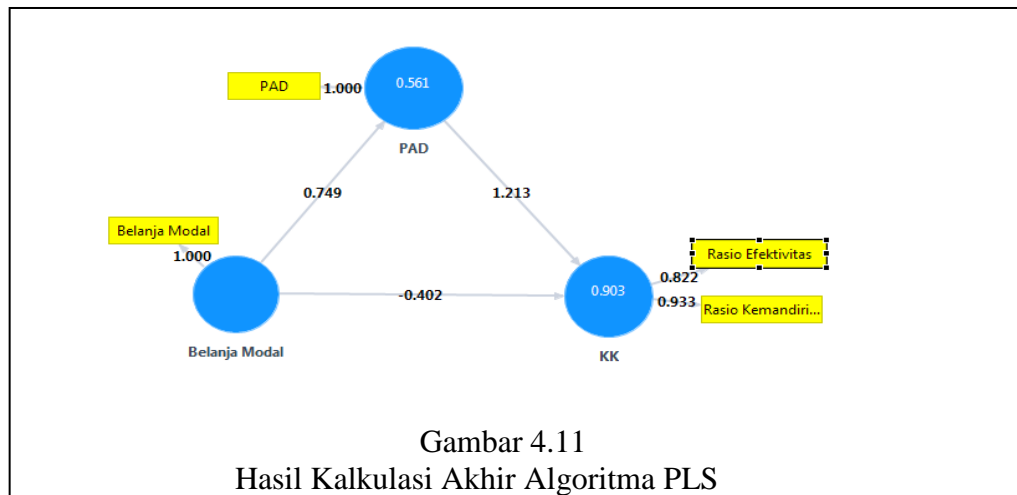 PAD
1.000
0.561
PAD
0.749
1.213
Belanja Modal
1.000
Rasio Efektivitas
0.822
0.903
0.933
Rasio Kemandiri...
-0.402
Belanja Modal
KK
Gambar 4.11
Hasil Kalkulasi Akhir Algoritma PLS